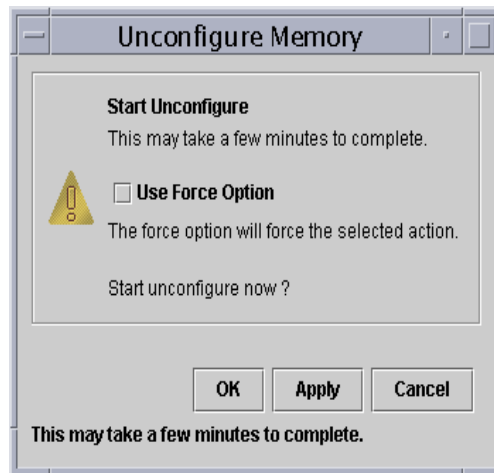 Unconfigure Memory
Start Unconfigure
This may take a few minutes to complete.
Use Force Option
The force option will force the selected action.
Start unconfigure now ?
OK Apply Cancel
This may take a few minutes to complete.